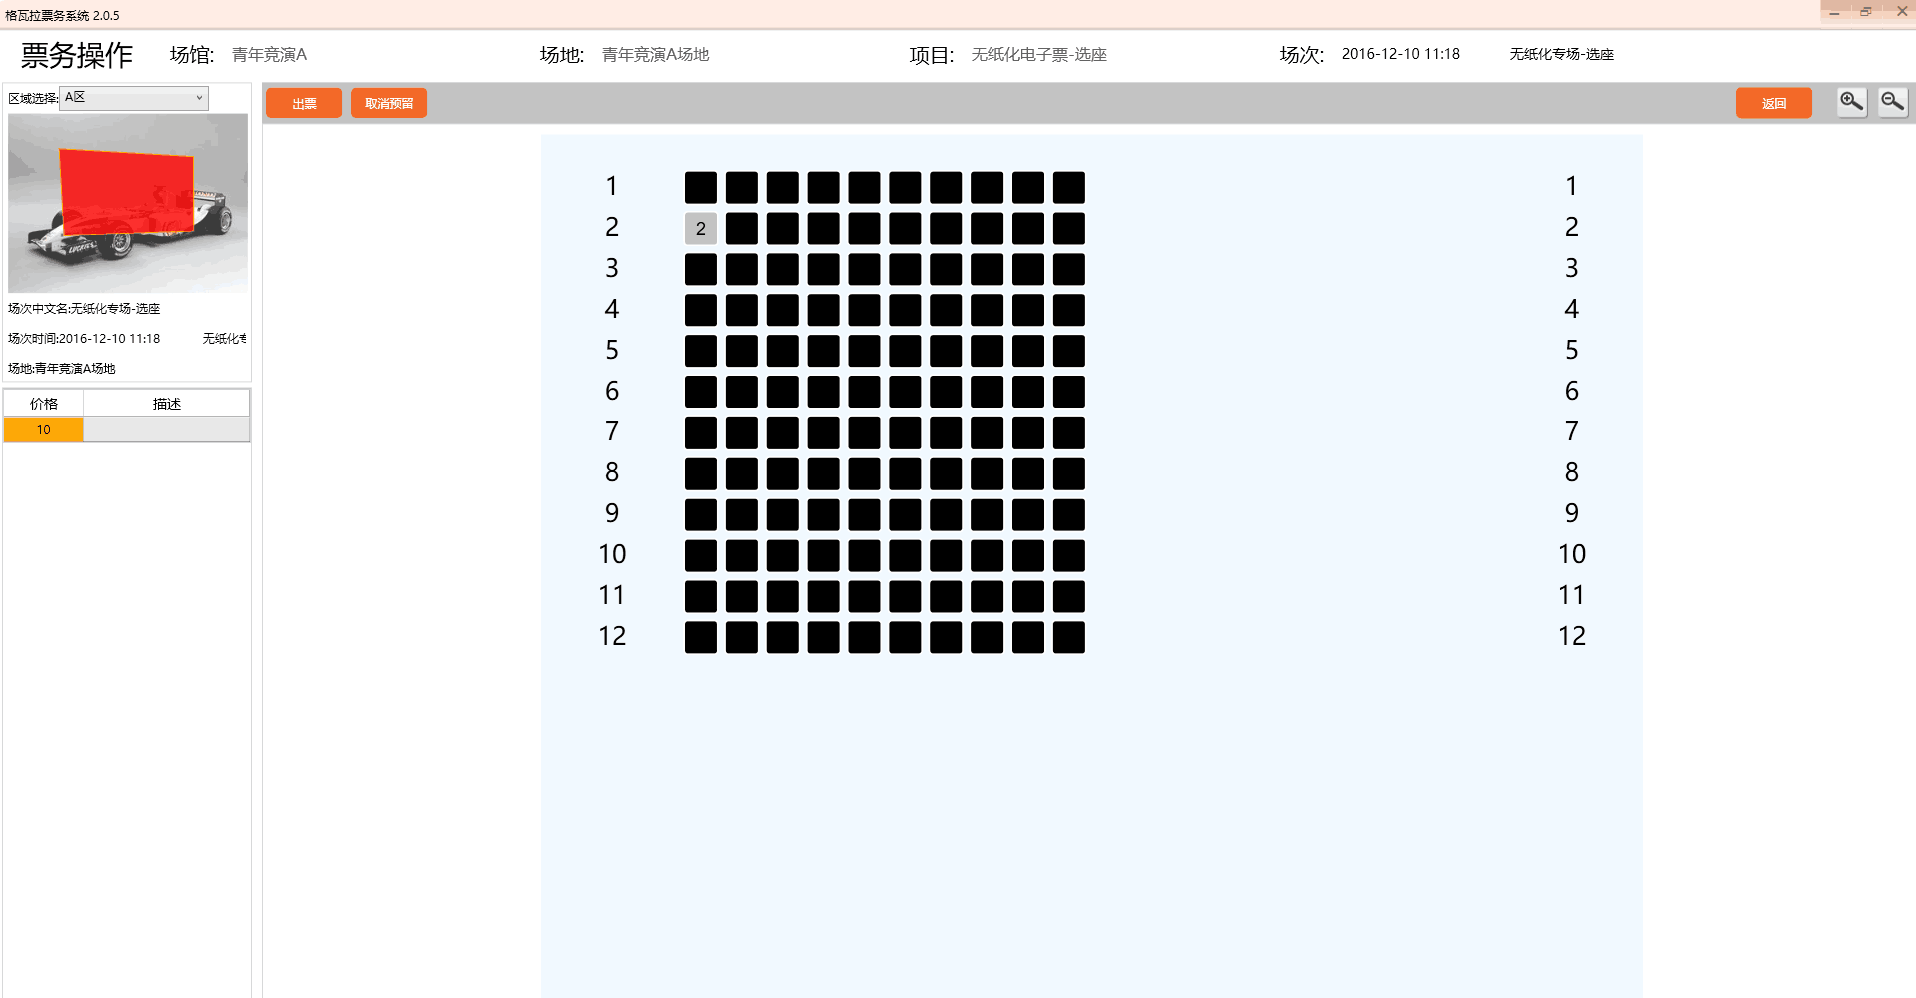 格瓦拉票务系统 2.0.5
票务操作 场馆: 青年竞演A 场地: 青年竞演A场地 项目: 无纸化电子票-选座 场次: 2016-12-10 11:18 无纸化专场-选座
区域选择: A区
出票 取消预留 返回
场次中文名:无纸化专场-选座
场次时间:2016-12-10 11:18 无纸化专
场地:青年竞演A场地
价格 描述
10
1 1
2 2 2
3 3
4 4
5 5
6 6
7 7
8 8
9 9
10 10
11 11
12 12